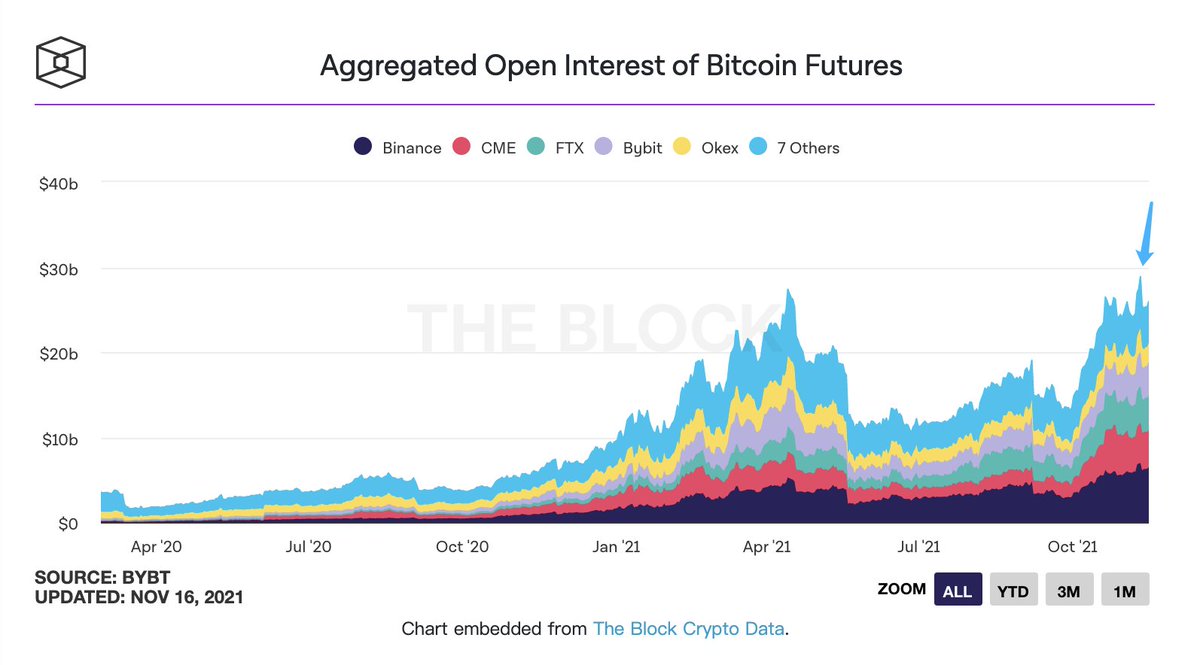 Aggregated Open Interest of Bitcoin Futures
Binance CME FTX Bybit Okex 7 Others
$40b
$30b
$20b
$10b
$0
THE BLOCK
Apr '20 Jul '20 Oct '20 Jan '21 Apr '21 Jul '21 Oct '21
SOURCE: BYBT
UPDATED: NOV 16, 2021
ZOOM ALL YTD 3M 1M
Chart embedded from The Block Crypto Data.